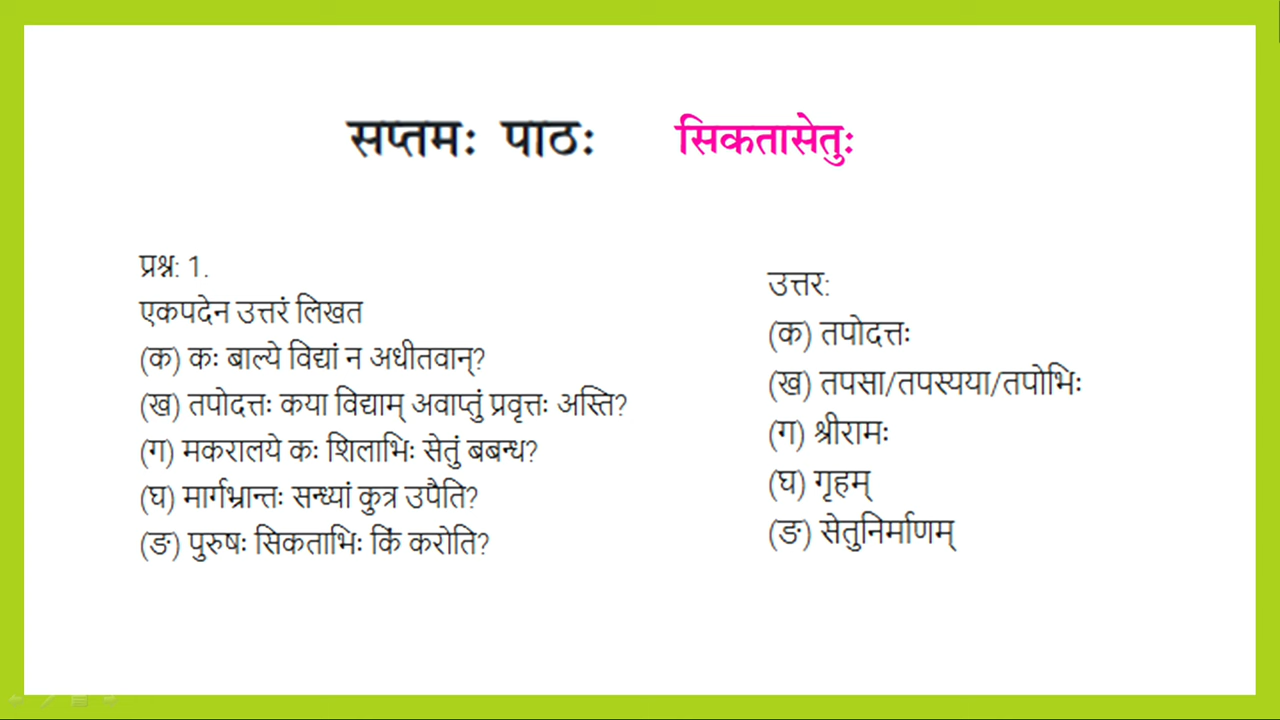 सप्तमः पाठः सिकतासेतुः
प्रश्न: 1.
एकपदेन उत्तरं लिखत
(क) कः बाल्ये विद्यां न अधीतवान्?
(ख) तपोदत्तः कया विद्याम् अवाप्तुं प्रवृत्तः अस्ति?
(ग) मकरालये कः शिलाभिः सेतुं बबन्ध?
(घ) मार्गभ्रान्तः सन्ध्यां कुत्र उपैति?
(ङ) पुरुषः सिकताभिः किं करोति?
उत्तर:
(क) तपोदत्तः
(ख) तपसा/तपस्यया/तपोभिः
(ग) श्रीरामः
(घ) गृहम्
(ङ) सेतुनिर्माणम्